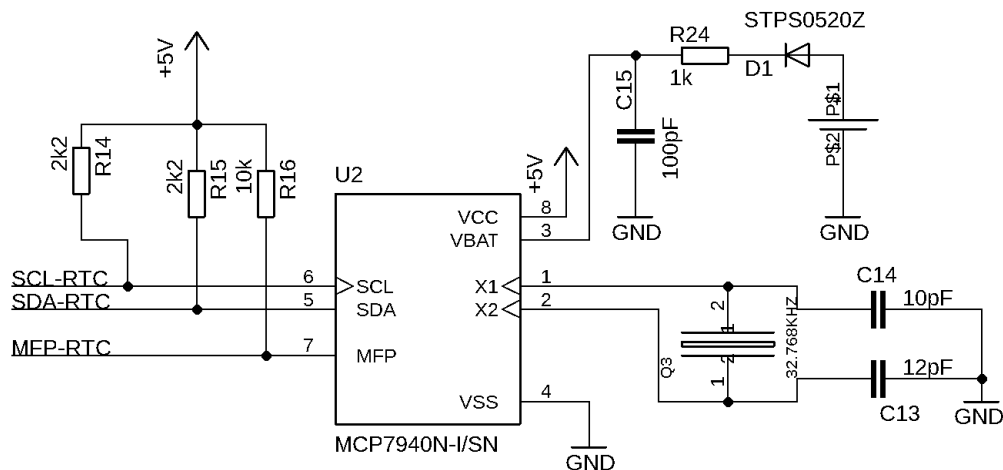 STPS0520Z
R24
D1
1k
+5V
C15
100pF
P$1
P$2
2k2
R14
2k2
R15
10k
R16
U2
+5V
VCC
8
VBAT
3
GND
GND
SCL-RTC
6
SCL
X1
1
SDA-RTC
5
SDA
X2
2
MFP-RTC
7
MFP
VSS
4
2
1
2
1
Q3
32.768KHZ
C14
10pF
12pF
C13
GND
MCP7940N-I/SN
GND